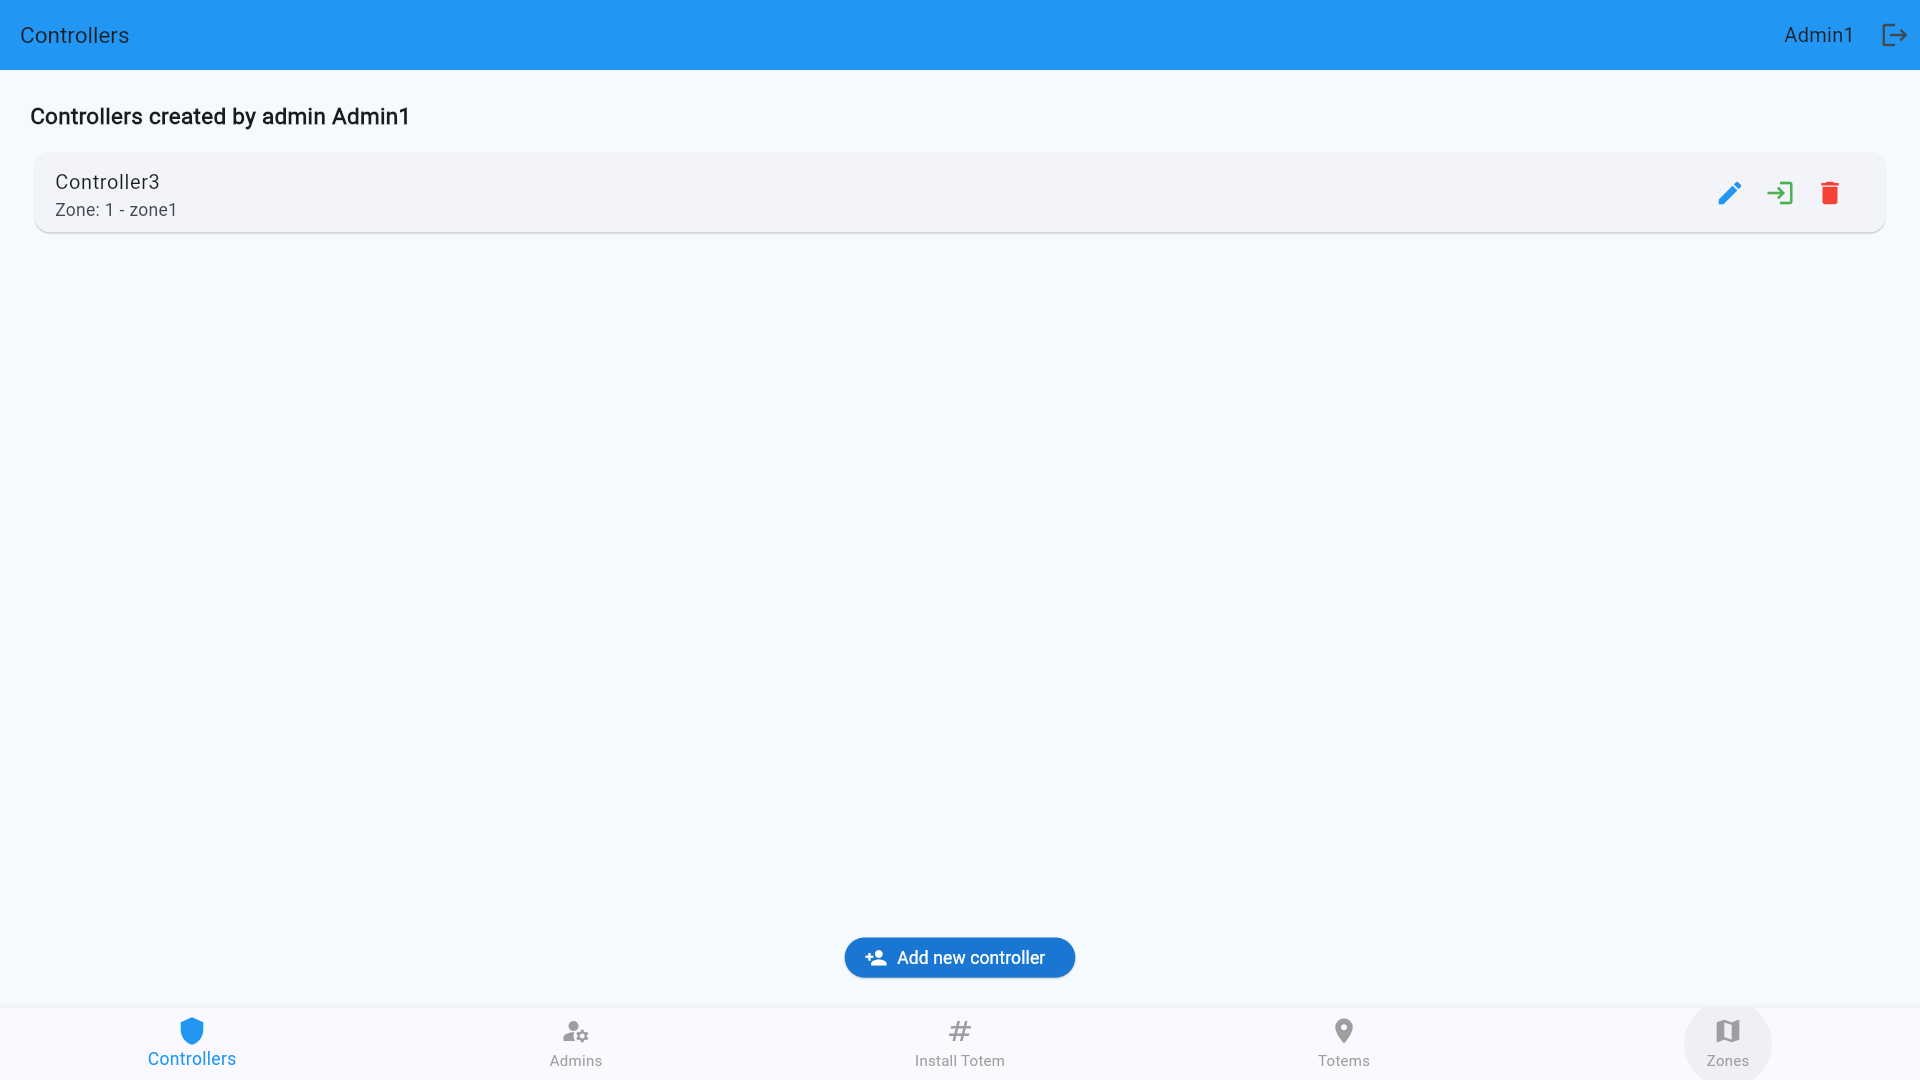 Controllers
Admin1
Controllers created by admin Admin1
Controller3
Zone: 1 - zone1
Add new controller
Controllers
Admins
Install Totem
Totems
Zones